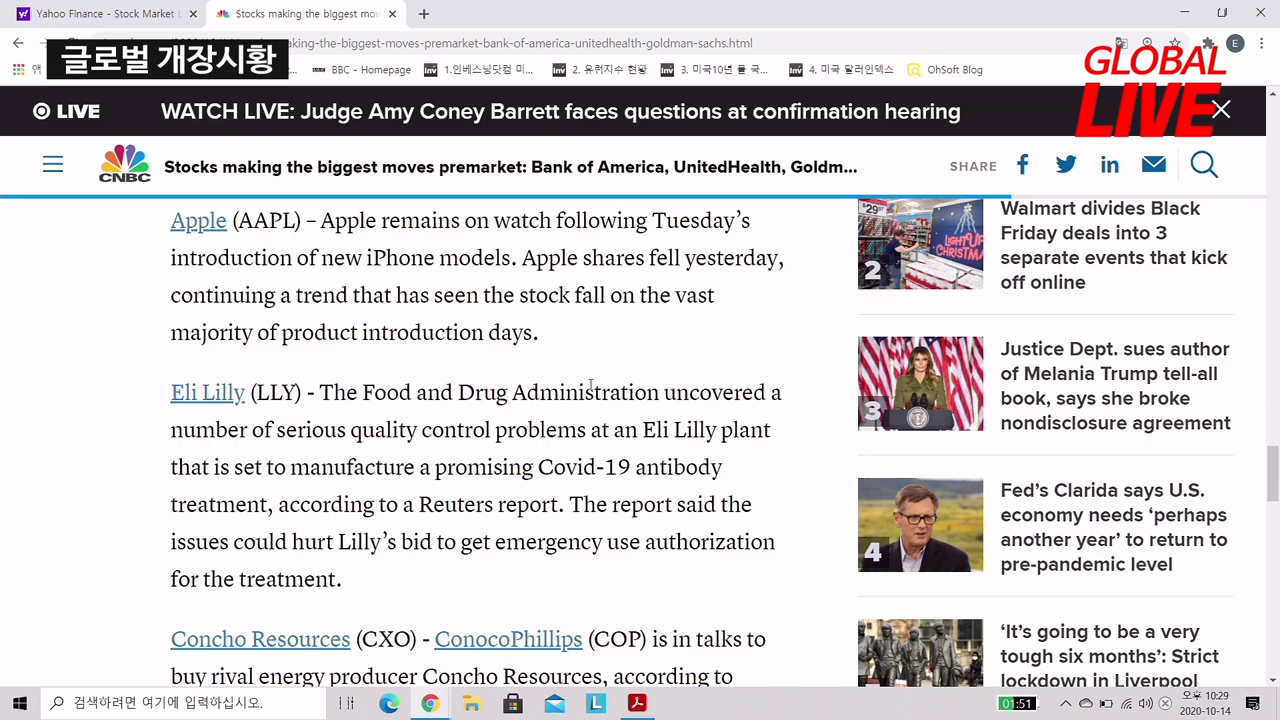 Yahoo Finance - Stock Market L
Stocks making the biggest mov
글로벌 개장시황
making-the-biggest-moves-premarket-bank-of-america-unitedhealth-goldman-sachs.html
E
BBC - Homepage
1.인베스팅닷컴 미...
2. 유럽지수 현황
3. 미국10년 물 국...
4. 미국 달러인덱스
OhSoft Blog
GLOBAL
LIVE
LIVE
WATCH LIVE: Judge Amy Coney Barrett faces questions at confirmation hearing
CNBC
Stocks making the biggest moves premarket: Bank of America, UnitedHealth, Goldm...
SHARE
Apple (AAPL) – Apple remains on watch following Tuesday’s
introduction of new iPhone models. Apple shares fell yesterday,
continuing a trend that has seen the stock fall on the vast
majority of product introduction days.
Eli Lilly (LLY) - The Food and Drug Administration uncovered a
number of serious quality control problems at an Eli Lilly plant
that is set to manufacture a promising Covid-19 antibody
treatment, according to a Reuters report. The report said the
issues could hurt Lilly’s bid to get emergency use authorization
for the treatment.
Concho Resources (CXO) - ConocoPhillips (COP) is in talks to
buy rival energy producer Concho Resources, according to
2
Walmart divides Black
Friday deals into 3
separate events that kick
off online
3
Justice Dept. sues author
of Melania Trump tell-all
book, says she broke
nondisclosure agreement
4
Fed’s Clarida says U.S.
economy needs ‘perhaps
another year’ to return to
pre-pandemic level
‘It’s going to be a very
tough six months’: Strict
lockdown in Liverpool
검색하려면 여기에 입력하십시오.
01:51
오후 10:29
2020-10-14